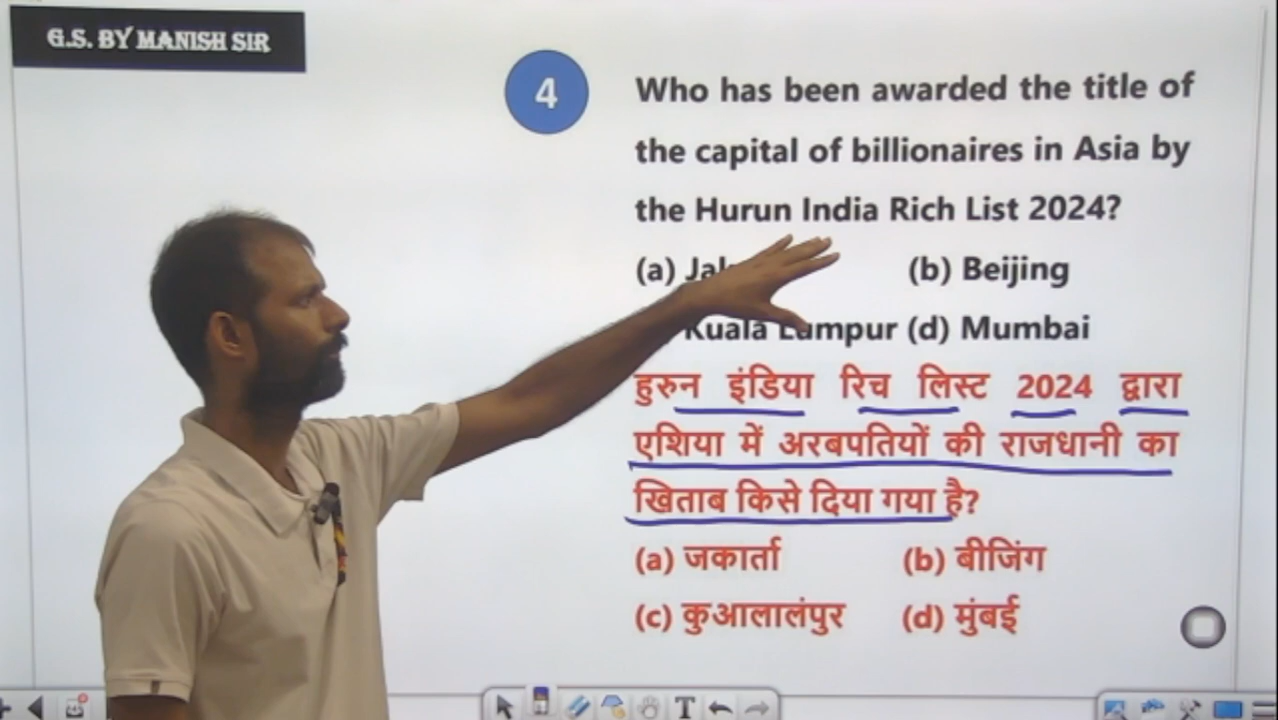 G.S. BY MANISH SIR
4
Who has been awarded the title of
the capital of billionaires in Asia by
the Hurun India Rich List 2024?
(a) (b) Beijing
Kuala Lumpur (d) Mumbai
हुरुन इंडिया रिच लिस्ट 2024 द्वारा
एशिया में अरबपतियों की राजधानी का
खिताब किसे दिया गया है?
(a) जकार्ता (b) बीजिंग
(c) कुआलालंपुर (d) मुंबई
T